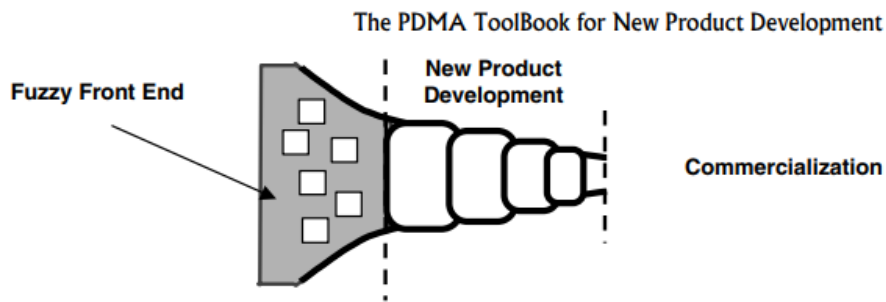 The PDMA ToolBook for New Product Development
Fuzzy Front End
New Product
Development
Commercialization